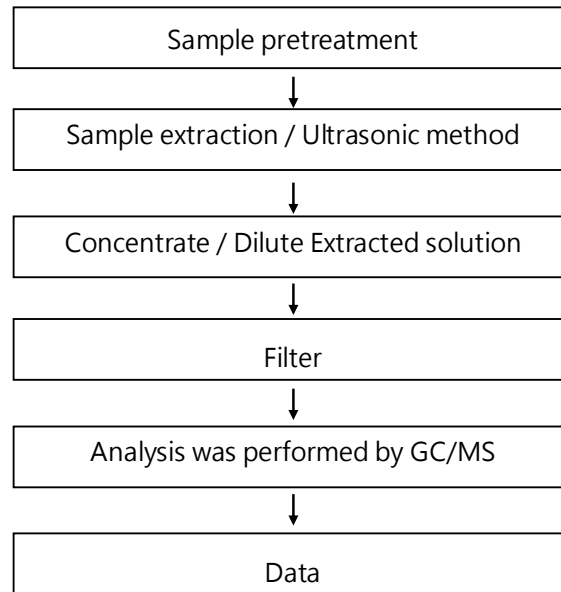 Sample pretreatment
Sample extraction / Ultrasonic method
Concentrate / Dilute Extracted solution
Filter
Analysis was performed by GC/MS
Data